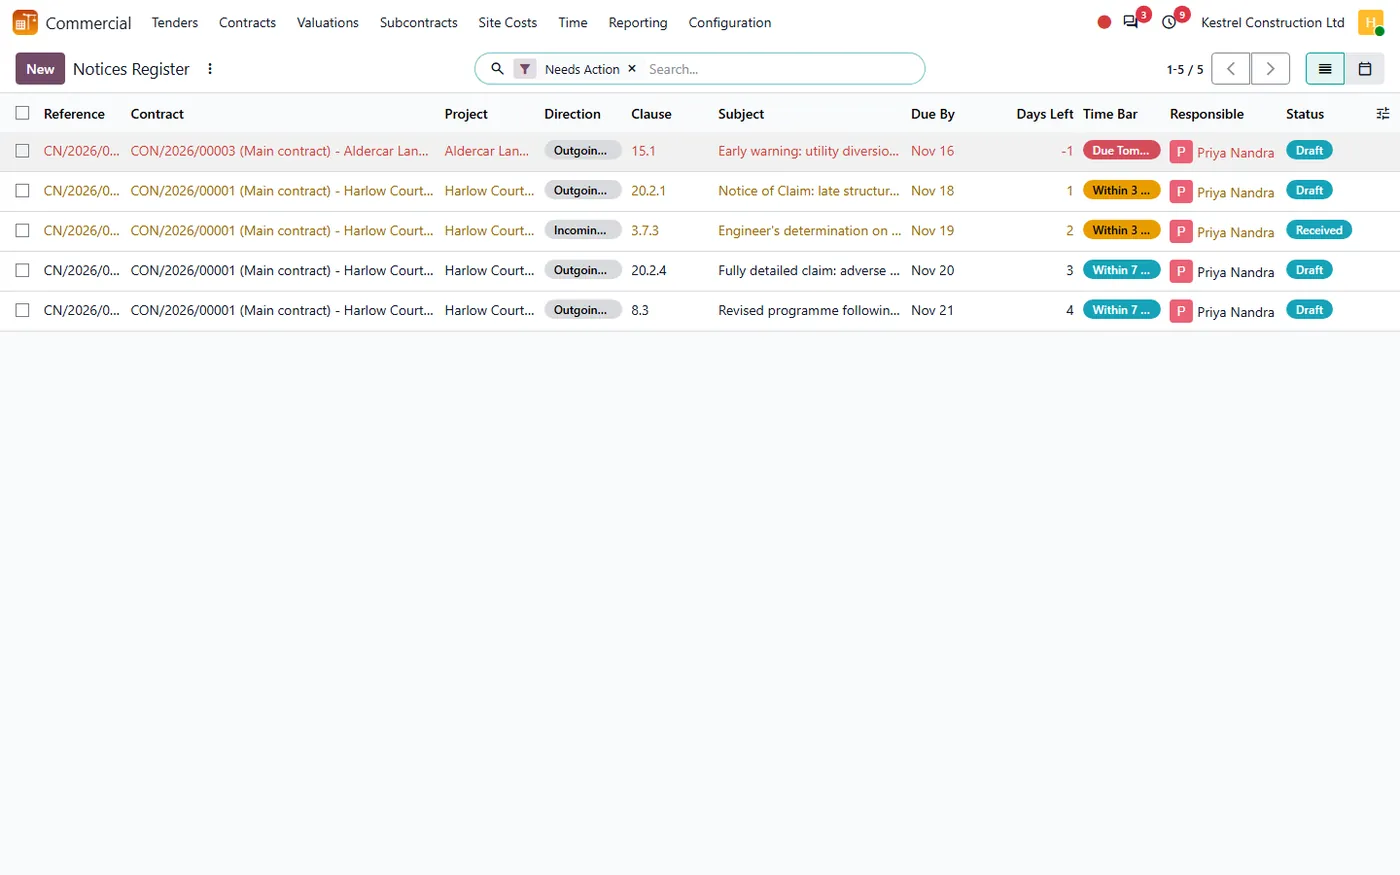 Commercial Tenders Contracts Valuations Subcontracts Site Costs Time Reporting Configuration 3 9 Kestrel Construction Ltd H
New Notices Register Needs Action × Search... 1-5 / 5
Reference Contract Project Direction Clause Subject Due By Days Left Time Bar Responsible Status
CN/2026/0... CON/2026/00003 (Main contract) - Aldercar Lan... Aldercar Lan... Outgoin... 15.1 Early warning: utility diversio... Nov 16 -1 Due Tom... P Priya Nandra Draft
CN/2026/0... CON/2026/00001 (Main contract) - Harlow Court... Harlow Court... Outgoin... 20.2.1 Notice of Claim: late structur... Nov 18 1 Within 3 ... P Priya Nandra Draft
CN/2026/0... CON/2026/00001 (Main contract) - Harlow Court... Harlow Court... Incomin... 3.7.3 Engineer's determination on ... Nov 19 2 Within 3 ... P Priya Nandra Received
CN/2026/0... CON/2026/00001 (Main contract) - Harlow Court... Harlow Court... Outgoin... 20.2.4 Fully detailed claim: adverse ... Nov 20 3 Within 7 ... P Priya Nandra Draft
CN/2026/0... CON/2026/00001 (Main contract) - Harlow Court... Harlow Court... Outgoin... 8.3 Revised programme followin... Nov 21 4 Within 7 ... P Priya Nandra Draft